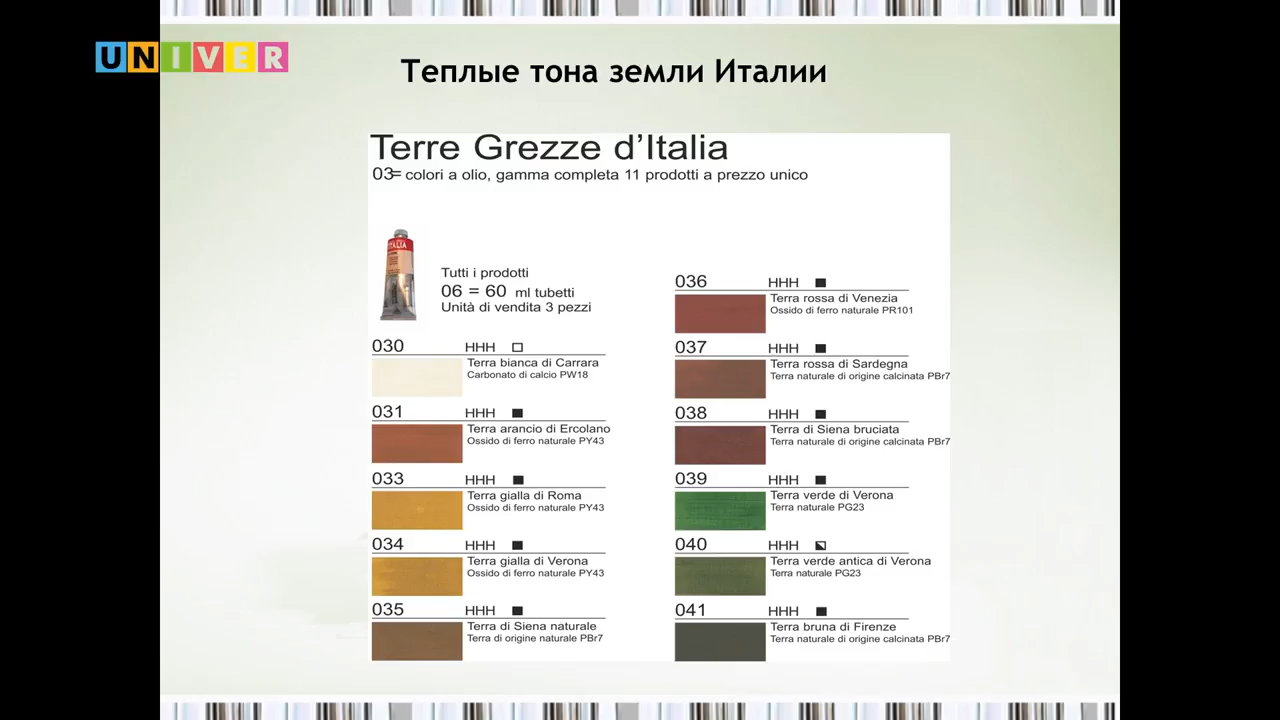 UNIVER
Теплые тона земли Италии
Terre Grezze d’Italia
03= colori a olio, gamma completa 11 prodotti a prezzo unico
ITALIA
Tutti i prodotti
06 = 60 ml tubetti
Unità di vendita 3 pezzi
030 HHH
Terra bianca di Carrara
Carbonato di calcio PW18
031 HHH
Terra arancio di Ercolano
Ossido di ferro naturale PY43
033 HHH
Terra gialla di Roma
Ossido di ferro naturale PY43
034 HHH
Terra gialla di Verona
Ossido di ferro naturale PY43
035 HHH
Terra di Siena naturale
Terra di origine naturale PBr7
036 HHH
Terra rossa di Venezia
Ossido di ferro naturale PR101
037 HHH
Terra rossa di Sardegna
Terra naturale di origine calcinata PBr7
038 HHH
Terra di Siena bruciata
Terra naturale di origine calcinata PBr7
039 HHH
Terra verde di Verona
Terra naturale PG23
040 HHH
Terra verde antica di Verona
Terra naturale PG23
041 HHH
Terra bruna di Firenze
Terra naturale di origine calcinata PBr7